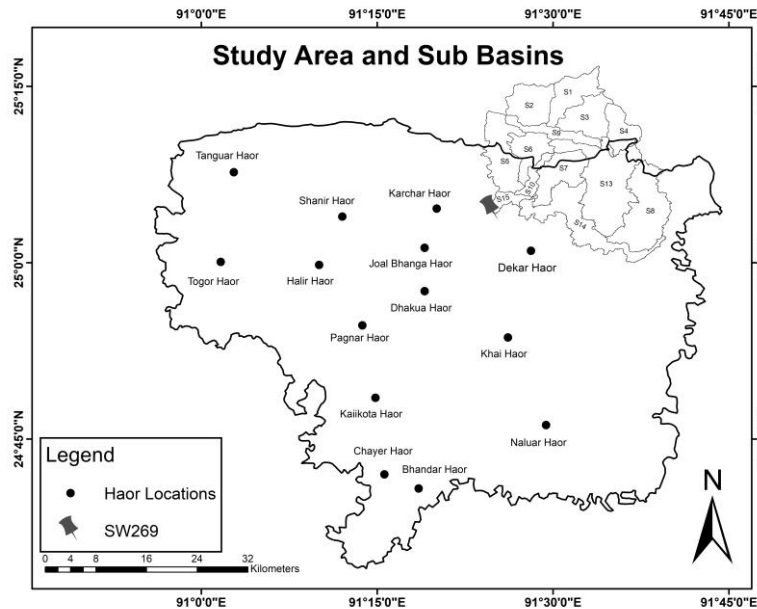 91°0'0"E 91°15'0"E 91°30'0"E 91°45'0"E
Study Area and Sub Basins
25°15'0"N
25°0'0"N
24°45'0"N
S1
S2
S3
S4
S9
S6
S5
S7
S10
S13
S15
S8
S14
Tanguar Haor
Karchar Haor
Shanir Haor
Joal Bhanga Haor
Dekar Haor
Togor Haor
Halir Haor
Dhakua Haor
Pagnar Haor
Khai Haor
Kaiikota Haor
Naluar Haor
Chayer Haor
Bhandar Haor
Legend
Haor Locations
SW269
0 4 8 16 24 32
Kilometers
N
91°0'0"E 91°15'0"E 91°30'0"E 91°45'0"E